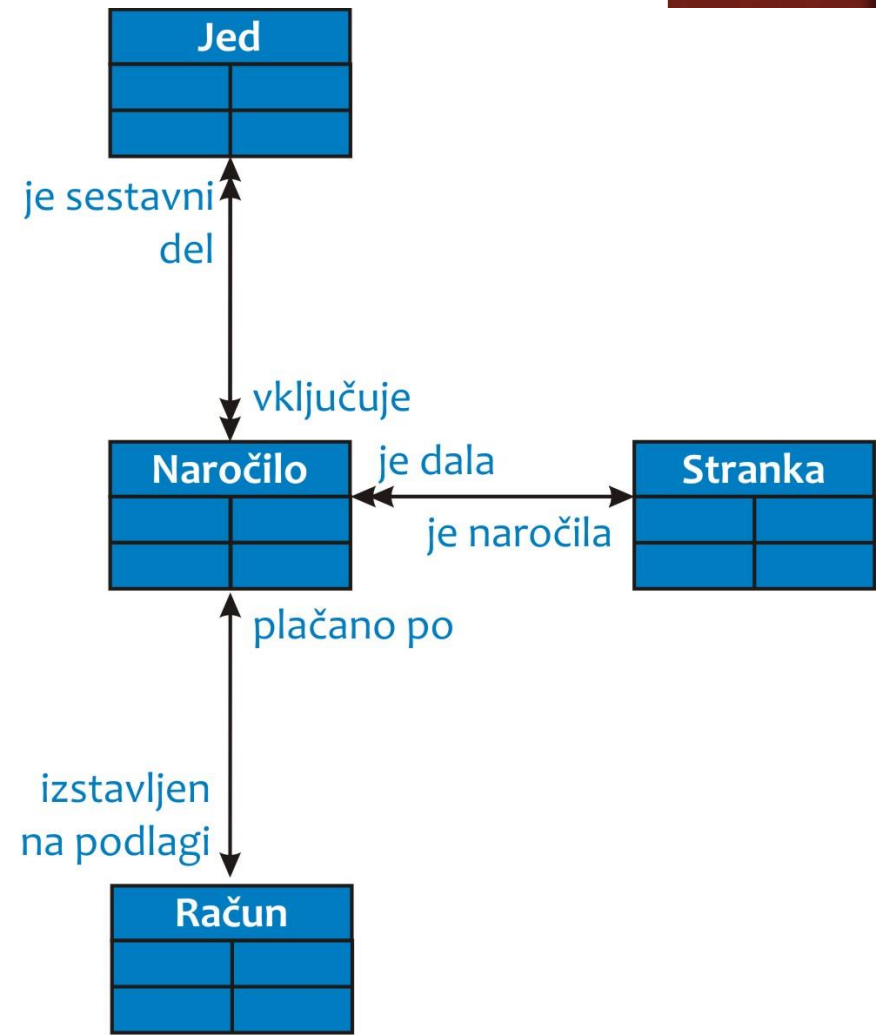 Jed
je sestavni
del
vključuje
Naročilo
je dala
Stranka
je naročila
plačano po
izstavljen
na podlagi
Račun